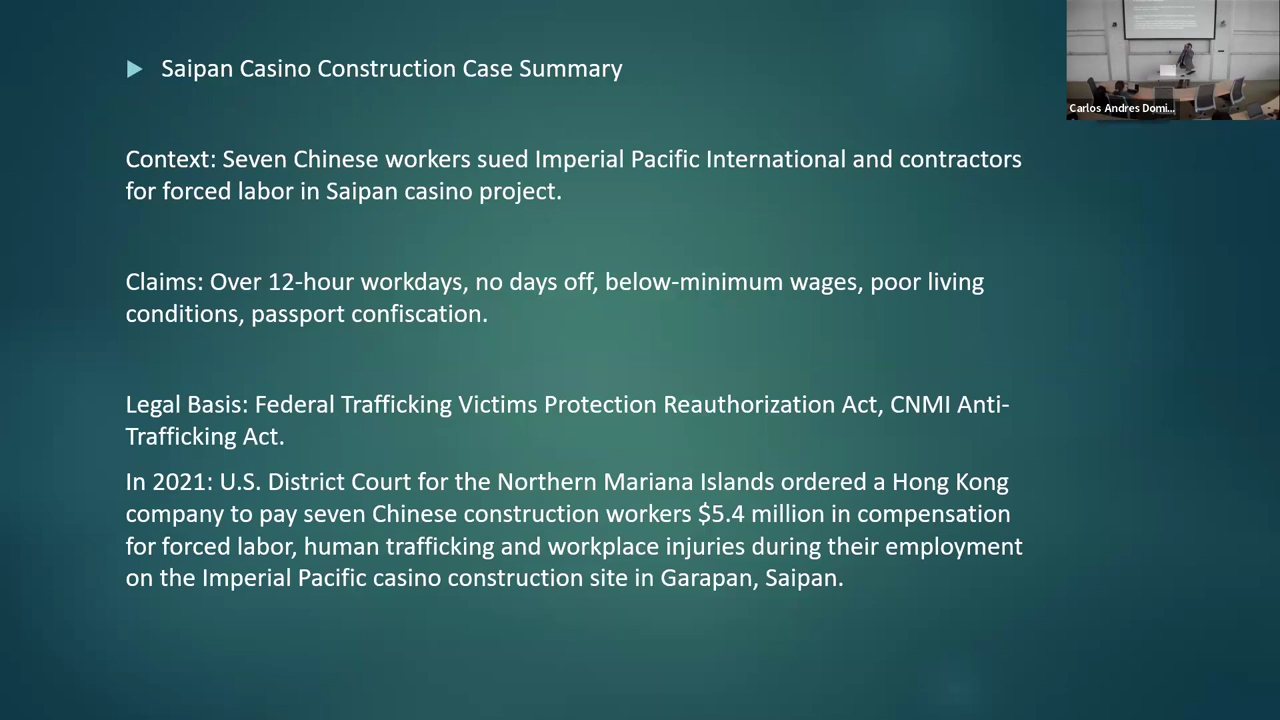 Saipan Casino Construction Case Summary
Context: Seven Chinese workers sued Imperial Pacific International and contractors
for forced labor in Saipan casino project.
Claims: Over 12-hour workdays, no days off, below-minimum wages, poor living
conditions, passport confiscation.
Legal Basis: Federal Trafficking Victims Protection Reauthorization Act, CNMI Anti-
Trafficking Act.
In 2021: U.S. District Court for the Northern Mariana Islands ordered a Hong Kong
company to pay seven Chinese construction workers $5.4 million in compensation
for forced labor, human trafficking and workplace injuries during their employment
on the Imperial Pacific casino construction site in Garapan, Saipan.
Carlos Andres Domi...